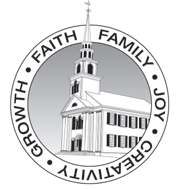 GROWTH · FAITH · FAMILY · JOY · CREATIVITY ·